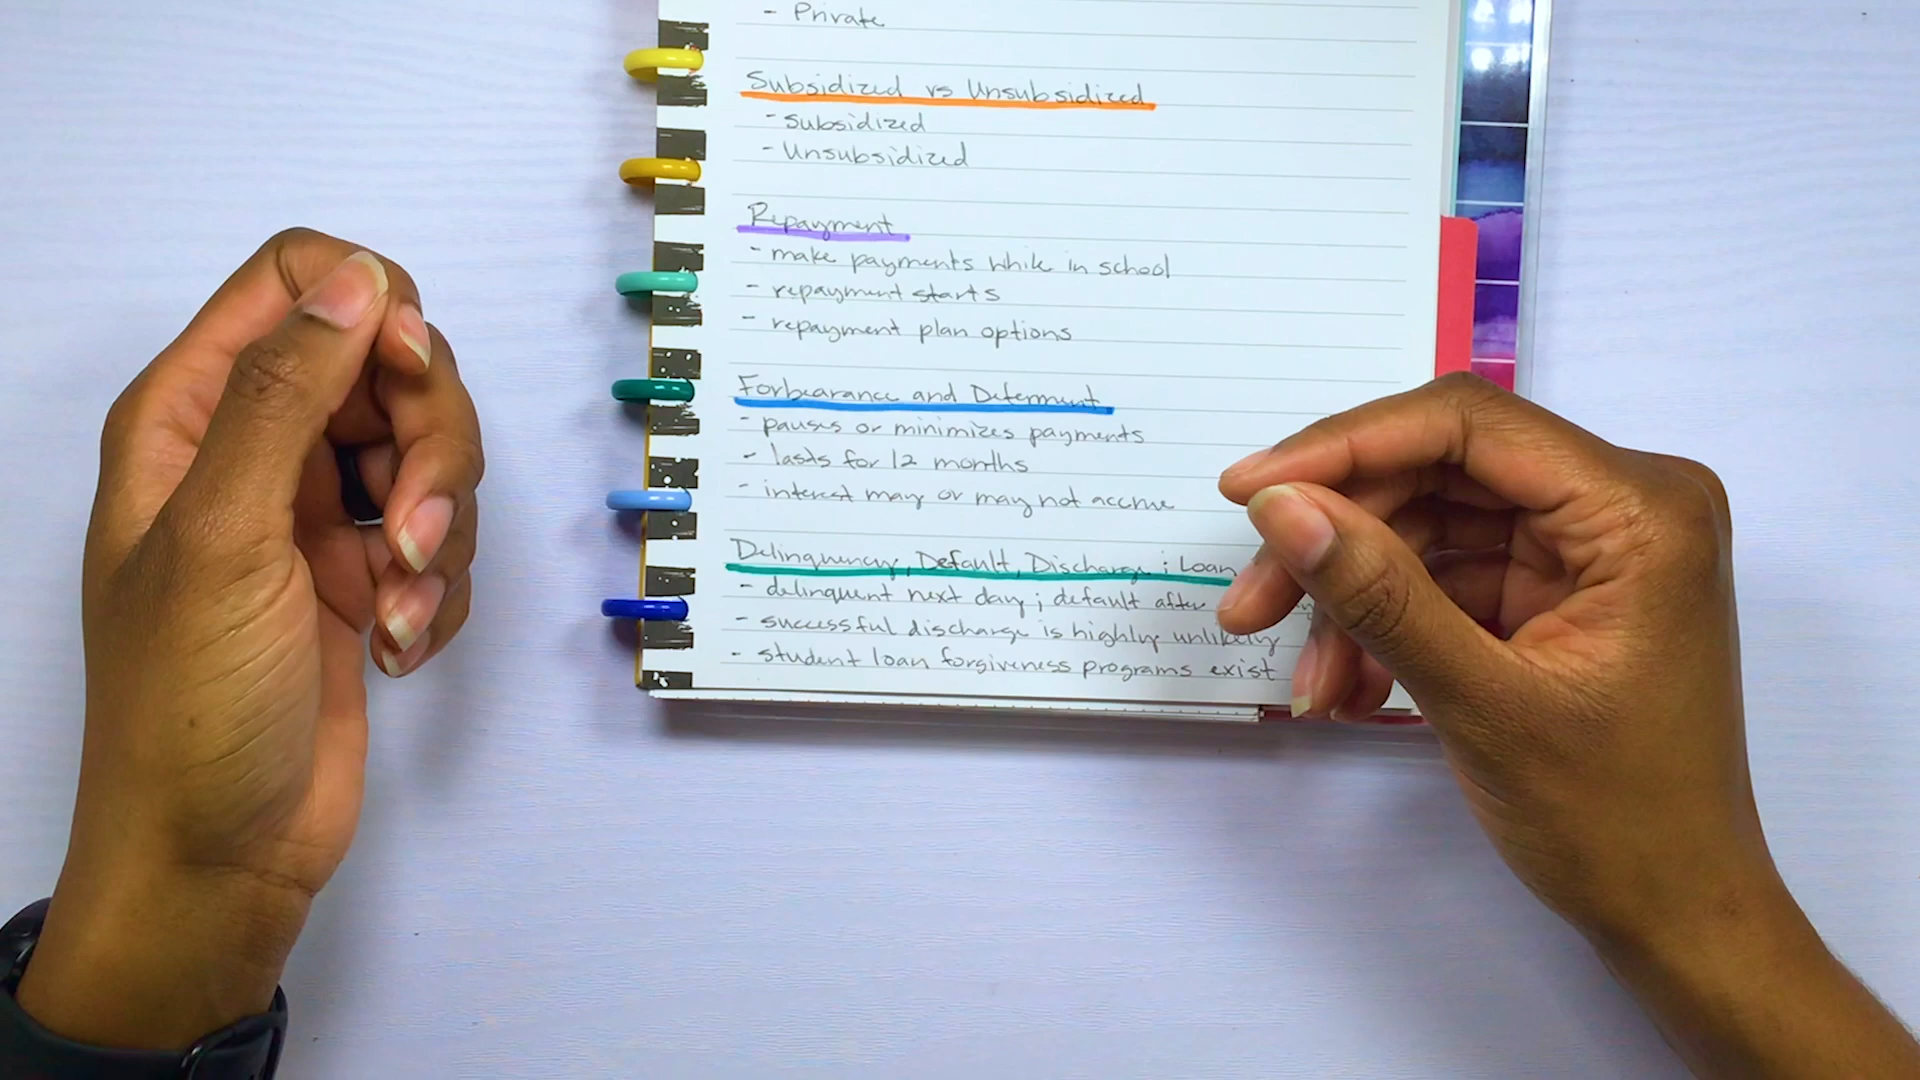 - Private
Subsidized vs Unsubsidized
- subsidized
- Unsubsidized
Repayment
- make payments while in school
- repayment starts
- repayment plan options
Forbearance and Deferment
- pauses or minimizes payments
- lasts for 12 months
- interest may or may not accrue
Delinquency, Default, Discharge; Loan
- delinquent next day; default after
- successful discharge is highly unlikely
- student loan forgiveness programs exist